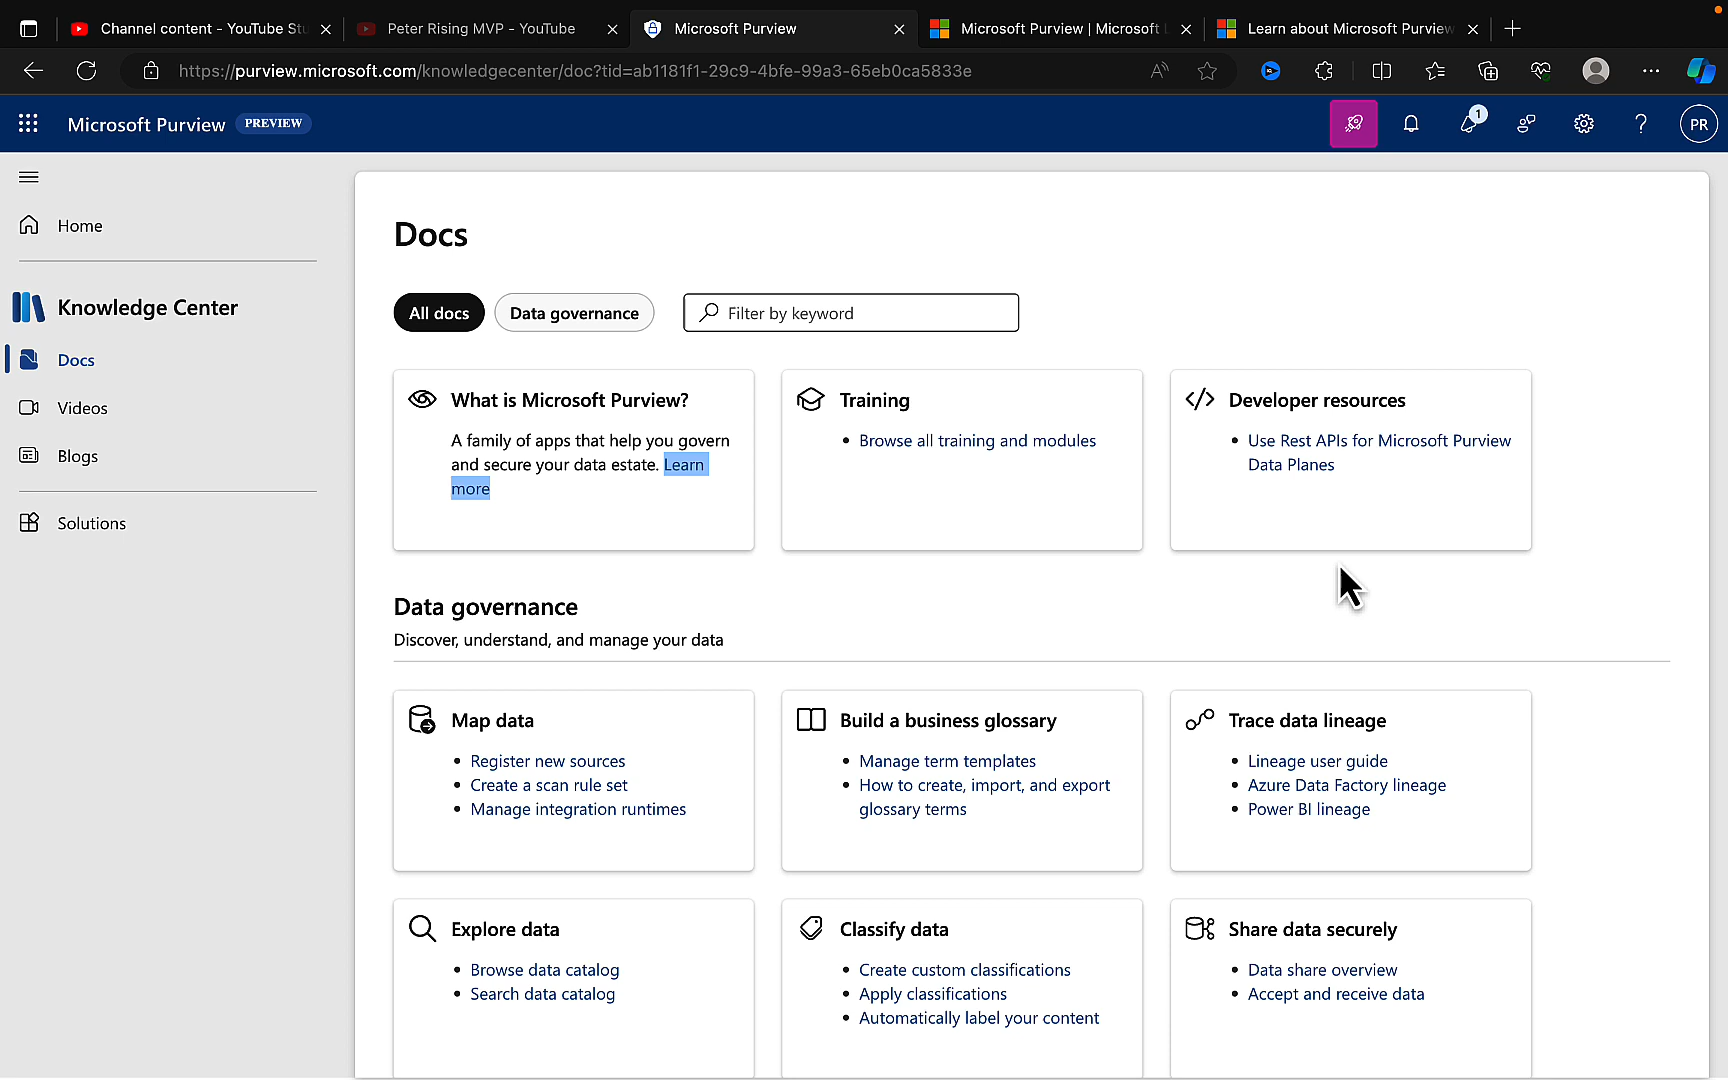 Channel content - YouTube Stu
Peter Rising MVP - YouTube
Microsoft Purview
Microsoft Purview | Microsoft L
Learn about Microsoft Purview
https://purview.microsoft.com/knowledgecenter/doc?tid=ab1181f1-29c9-4bfe-99a3-65eb0ca5833e
Microsoft Purview PREVIEW
1
PR
Home
Knowledge Center
Docs
Videos
Blogs
Solutions
Docs
All docs
Data governance
Filter by keyword
What is Microsoft Purview?
A family of apps that help you govern
and secure your data estate. Learn
more
Training
• Browse all training and modules
Developer resources
• Use Rest APIs for Microsoft Purview
Data Planes
Data governance
Discover, understand, and manage your data
Map data
• Register new sources
• Create a scan rule set
• Manage integration runtimes
Build a business glossary
• Manage term templates
• How to create, import, and export
glossary terms
Trace data lineage
• Lineage user guide
• Azure Data Factory lineage
• Power BI lineage
Explore data
• Browse data catalog
• Search data catalog
Classify data
• Create custom classifications
• Apply classifications
• Automatically label your content
Share data securely
• Data share overview
• Accept and receive data